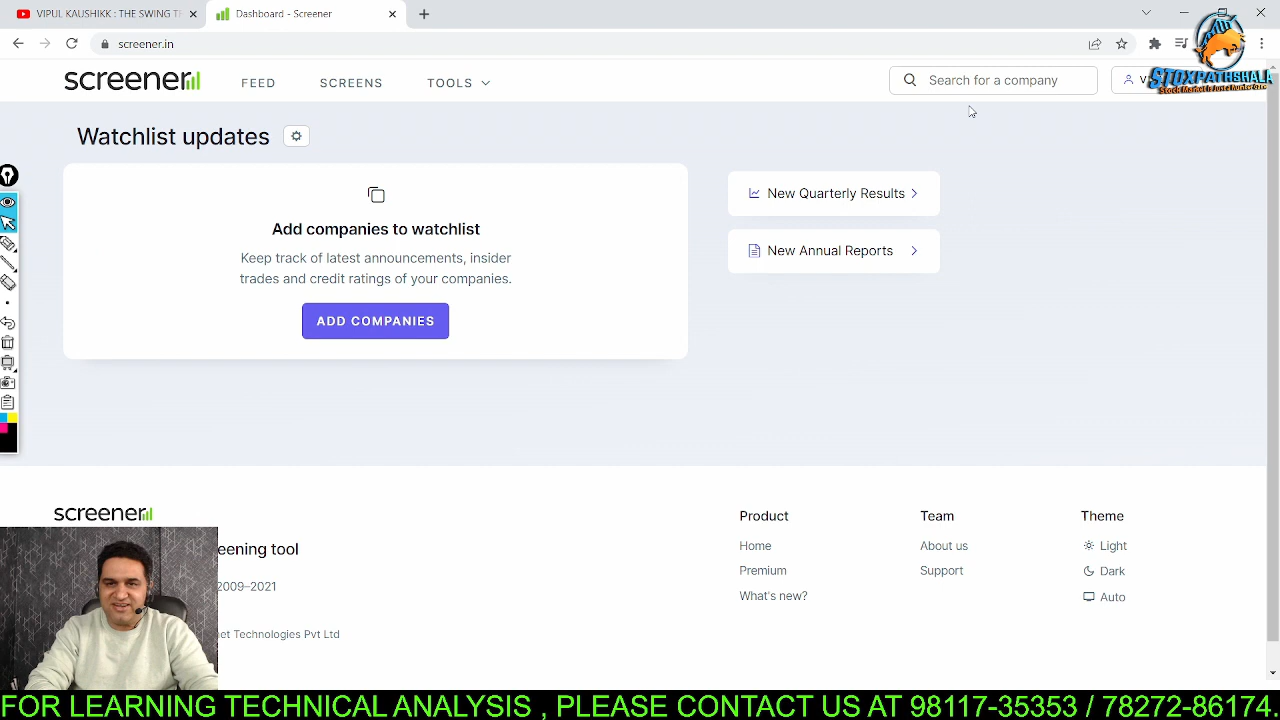 VIPUL KAUSHIKK : THE SWING T
Dashboard - Screener
screener.in
screener
FEED
SCREENS
TOOLS
Search for a company
V
STOXPATHSHALA
Watchlist updates
Add companies to watchlist
Keep track of latest announcements, insider
trades and credit ratings of your companies.
ADD COMPANIES
New Quarterly Results
New Annual Reports
screener
eening tool
2009–2021
et Technologies Pvt Ltd
Product
Home
Premium
What's new?
Team
About us
Support
Theme
Light
Dark
Auto
FOR LEARNING TECHNICAL ANALYSIS , PLEASE CONTACT US AT 98117-35353 / 78272-86174